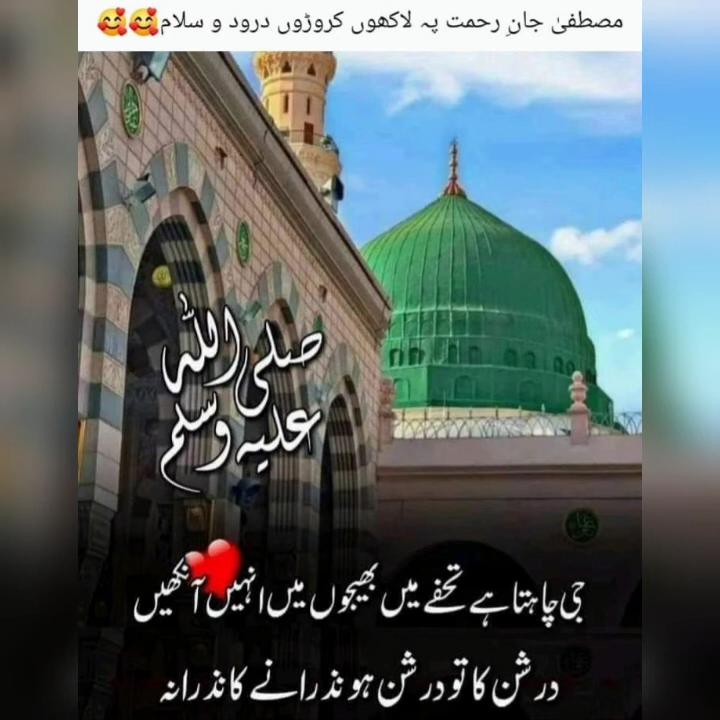 مصطفیٰ جانِ رحمت پہ لاکھوں کروڑوں درود و سلام🥰🥰
صلی اللہ
علیہ وسلم
جی چاہتا ہے تحفے میں بھیجوں میں انہیں آنکھیں
درشن کا تو درشن ہو نذرانے کا نذرانہ